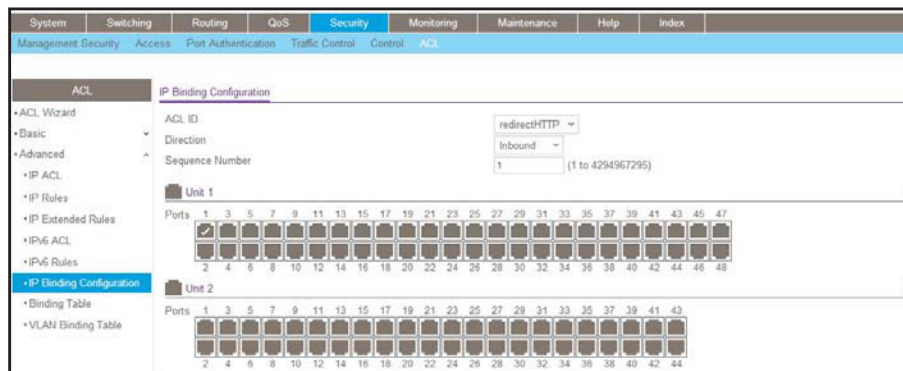 System Switching Routing QoS Security Monitoring Maintenance Help Index
Management Security Access Port Authentication Traffic Control Control ACL
ACL
• ACL Wizard
• Basic
• Advanced
• IP ACL
• IP Rules
• IP Extended Rules
• IPv6 ACL
• IPv6 Rules
• IP Binding Configuration
• Binding Table
• VLAN Binding Table
IP Binding Configuration
ACL ID redirectHTTP
Direction Inbound
Sequence Number 1 (1 to 4294967295)
Unit 1
Ports 1 3 5 7 9 11 13 15 17 19 21 23 25 27 29 31 33 35 37 39 41 43 45 47
2 4 6 8 10 12 14 16 18 20 22 24 26 28 30 32 34 36 38 40 42 44 46 48
Unit 2
Ports 1 3 5 7 9 11 13 15 17 19 21 23 25 27 29 31 33 35 37 39 41 43
2 4 6 8 10 12 14 16 18 20 22 24 26 28 30 32 34 36 38 40 42 44